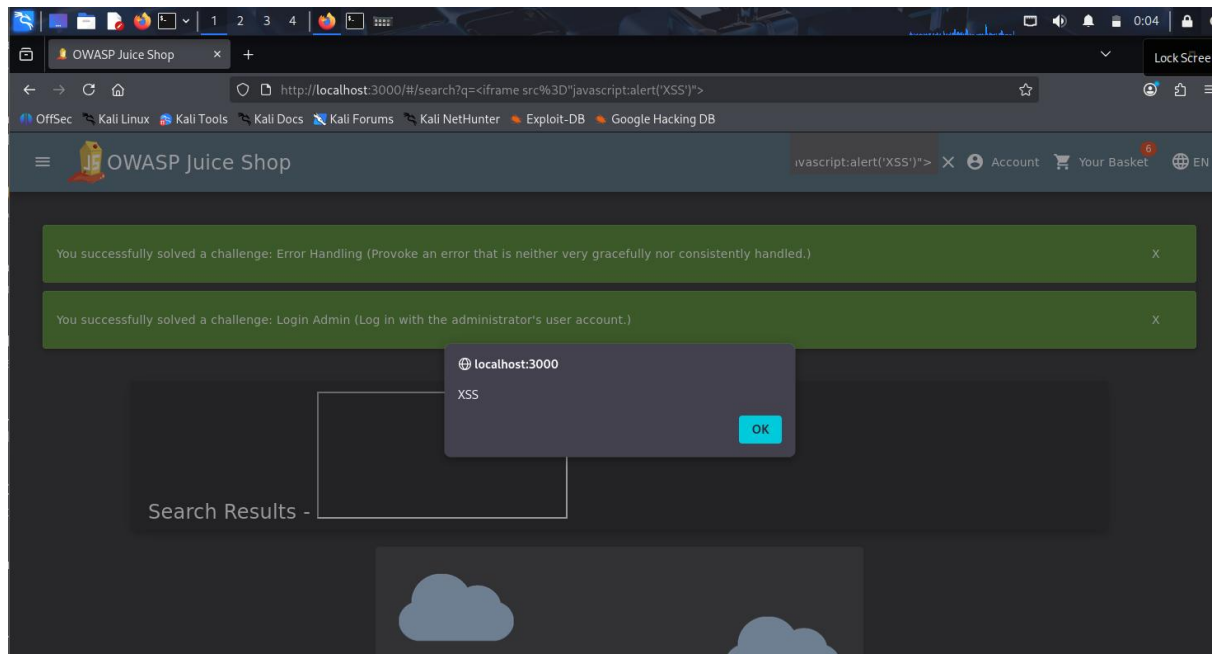 1 2 3 4 0:04
OWASP Juice Shop × +
Lock Scree
http://localhost:3000/#/search?q=<iframe src%3D"javascript:alert('XSS')">
OffSec Kali Linux Kali Tools Kali Docs Kali Forums Kali NetHunter Exploit-DB Google Hacking DB
OWASP Juice Shop vascript:alert('XSS')"> X Account 6 Your Basket EN
You successfully solved a challenge: Error Handling (Provoke an error that is neither very gracefully nor consistently handled.) X
You successfully solved a challenge: Login Admin (Log in with the administrator's user account.) X
localhost:3000
XSS
OK
Search Results -